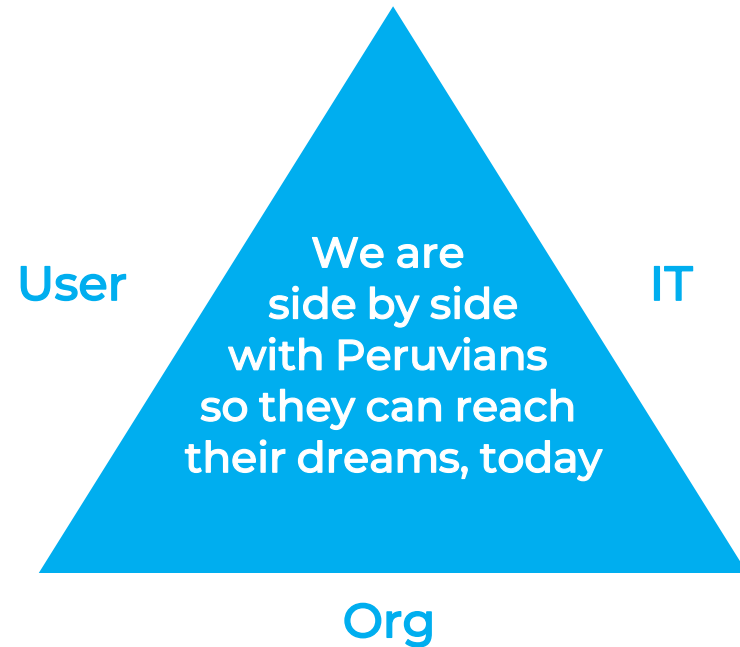 User
IT
We are
side by side
with Peruvians
so they can reach
their dreams, today
Org